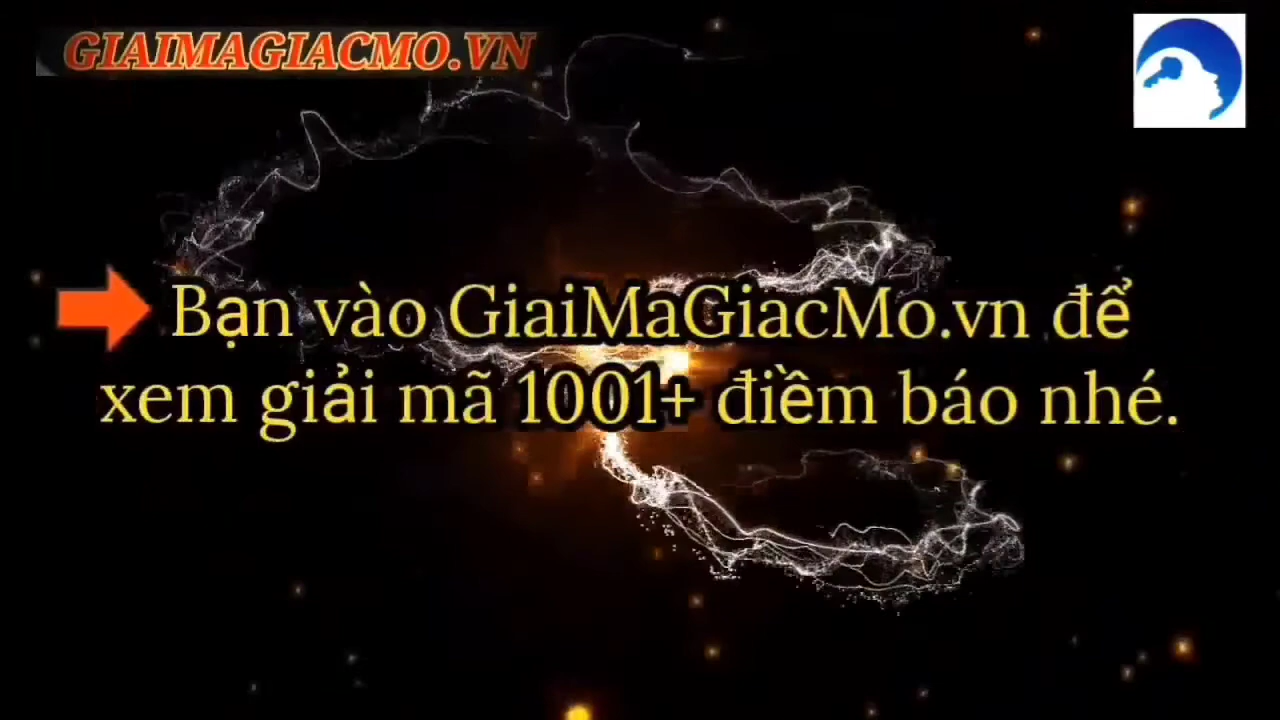 GIAIMAGIACMO.VN
Bạn vào GiaiMaGiacMo.vn để
xem giải mã 1001+ điềm báo nhé.